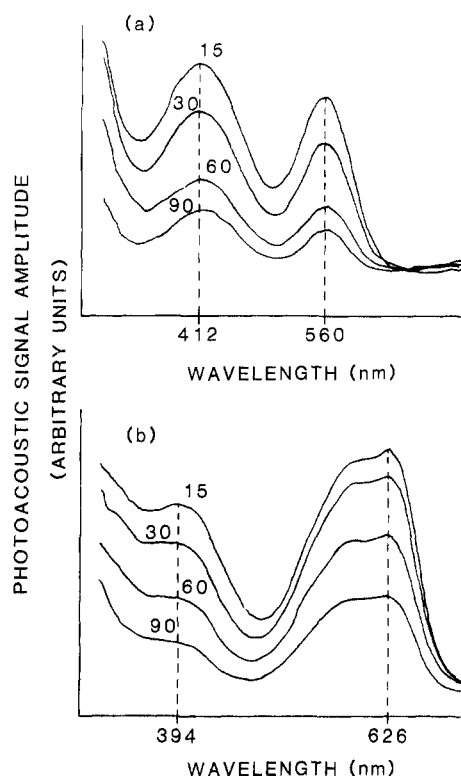 PHOTOACOUSTIC SIGNAL AMPLITUDE
(ARBITRARY UNITS)
(a)
15
30
60
90
412
560
WAVELENGTH (nm)
(b)
15
30
60
90
394
626
WAVELENGTH (nm)